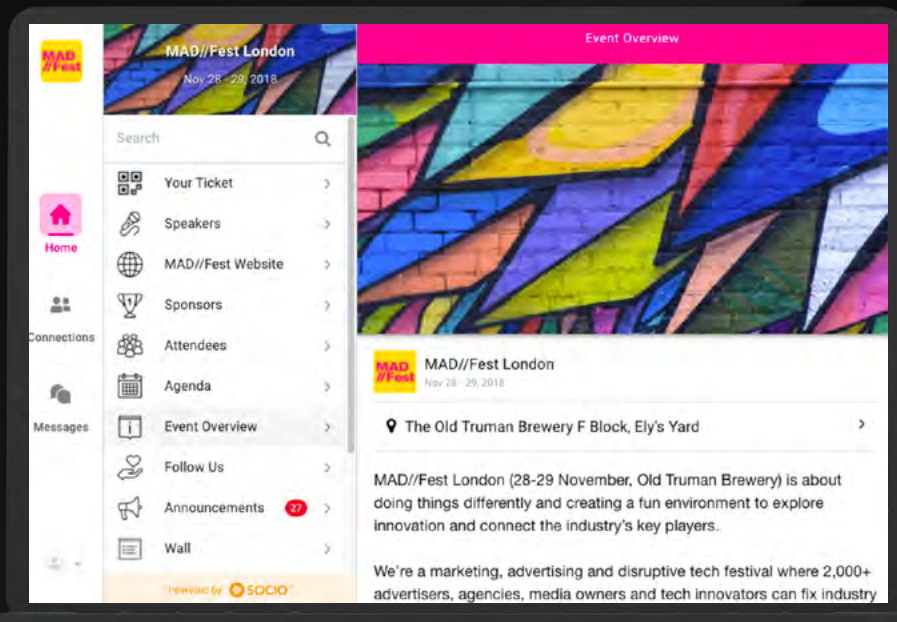 MAD
//Fest
Home
Connections
Messages
MAD//Fest London
Nov 28 - 29, 2018
Search
Your Ticket
Speakers
MAD//Fest Website
Sponsors
Attendees
Agenda
Event Overview
Follow Us
Announcements 27
Wall
Powered by SOCIO
Event Overview
MAD
//Fest
MAD//Fest London
Nov 28 - 29, 2018
The Old Truman Brewery F Block, Ely's Yard
MAD//Fest London (28-29 November, Old Truman Brewery) is about
doing things differently and creating a fun environment to explore
innovation and connect the industry's key players.
We're a marketing, advertising and disruptive tech festival where 2,000+
advertisers, agencies, media owners and tech innovators can fix industry